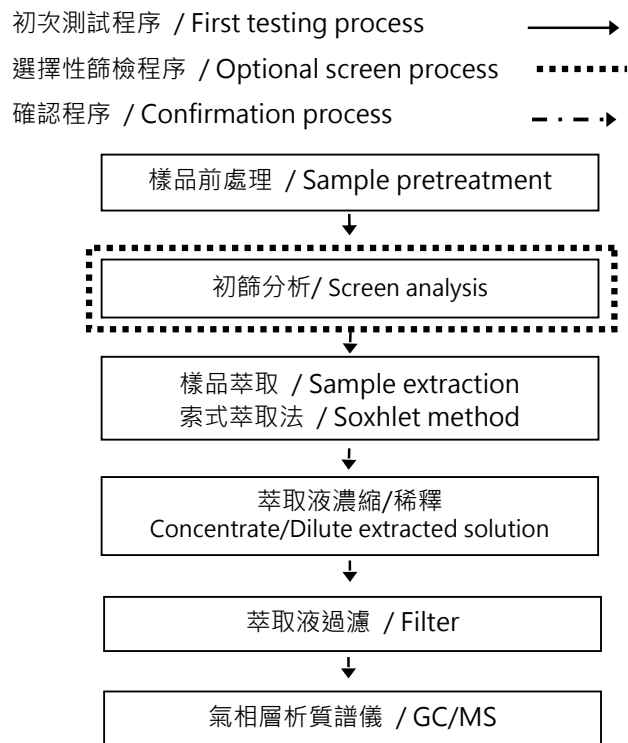 初次測試程序 / First testing process
選擇性篩檢程序 / Optional screen process
確認程序 / Confirmation process
樣品前處理 / Sample pretreatment
初篩分析/ Screen analysis
樣品萃取 / Sample extraction
索式萃取法 / Soxhlet method
萃取液濃縮/稀釋
Concentrate/Dilute extracted solution
萃取液過濾 / Filter
氣相層析質譜儀 / GC/MS